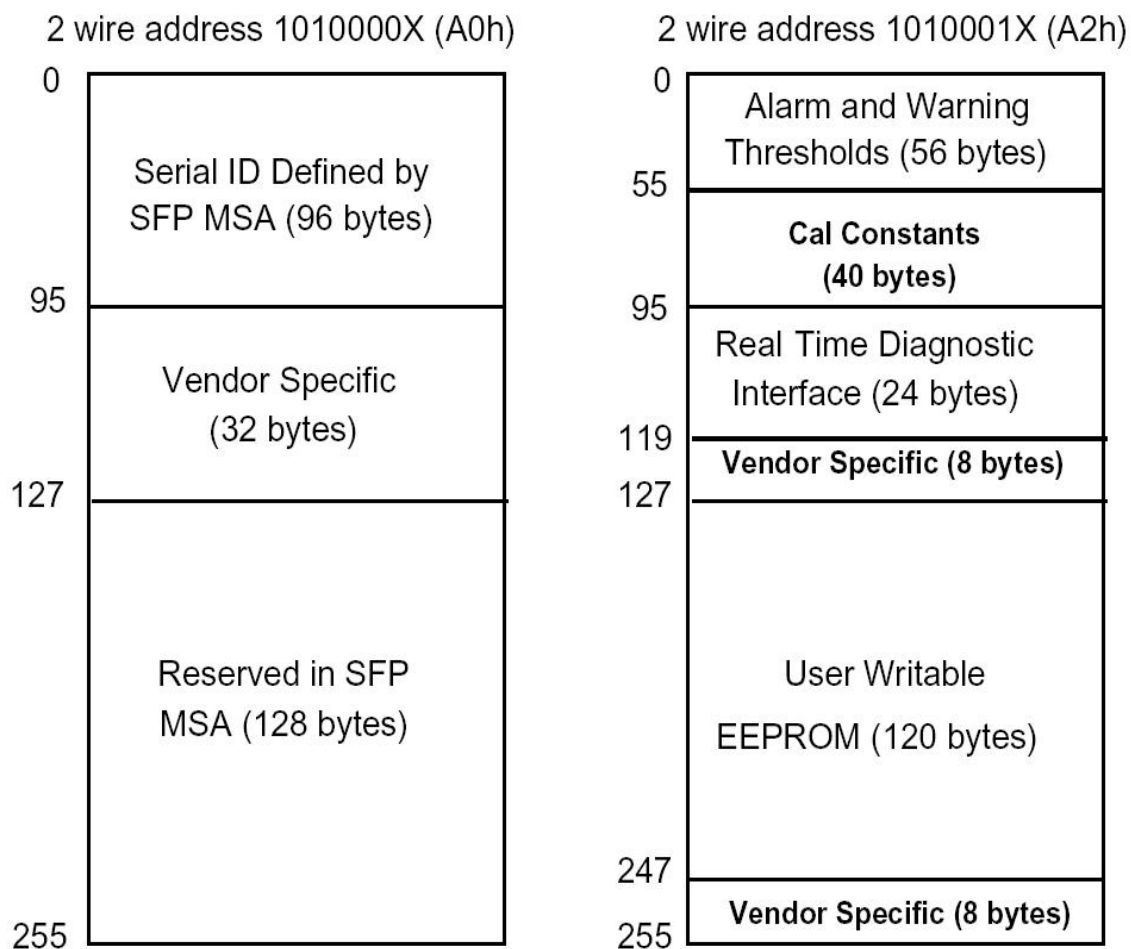 2 wire address 1010000X (A0h)
0
Serial ID Defined by
SFP MSA (96 bytes)
95
Vendor Specific
(32 bytes)
127
Reserved in SFP
MSA (128 bytes)
255
2 wire address 1010001X (A2h)
0
Alarm and Warning
Thresholds (56 bytes)
55
Cal Constants
(40 bytes)
95
Real Time Diagnostic
Interface (24 bytes)
119
Vendor Specific (8 bytes)
127
User Writable
EEPROM (120 bytes)
247
Vendor Specific (8 bytes)
255